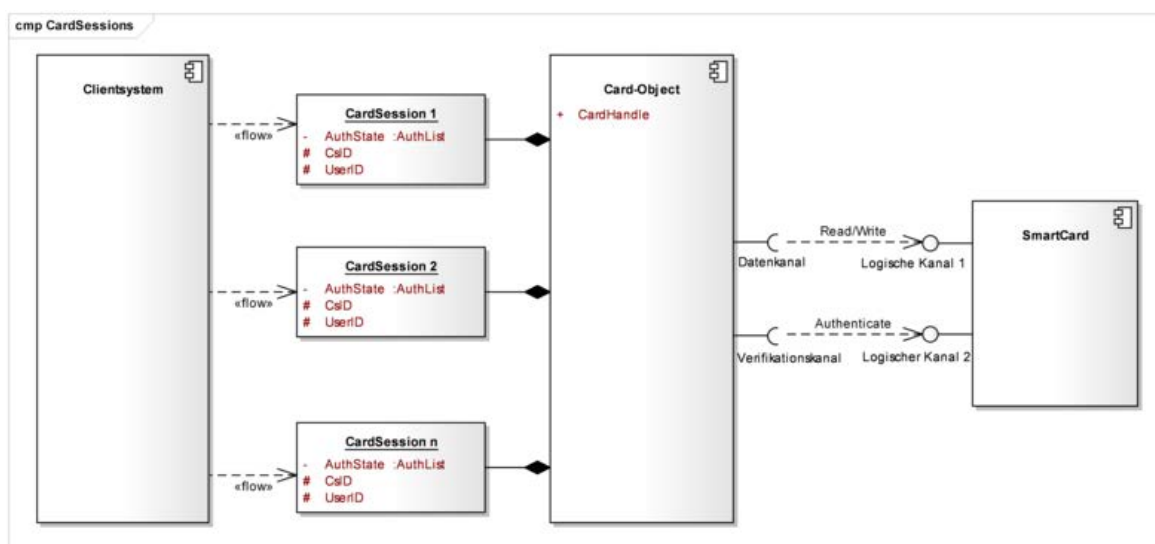 cmp CardSessions
Clientsystem
«flow»
CardSession 1
- AuthState :AuthList
# CsID
# UserID
«flow»
CardSession 2
- AuthState :AuthList
# CsID
# UserID
«flow»
CardSession n
- AuthState :AuthList
# CsID
# UserID
Card-Object
+ CardHandle
Read/Write
Datenkanal
Logische Kanal 1
Authenticate
Verifikationskanal
Logischer Kanal 2
SmartCard